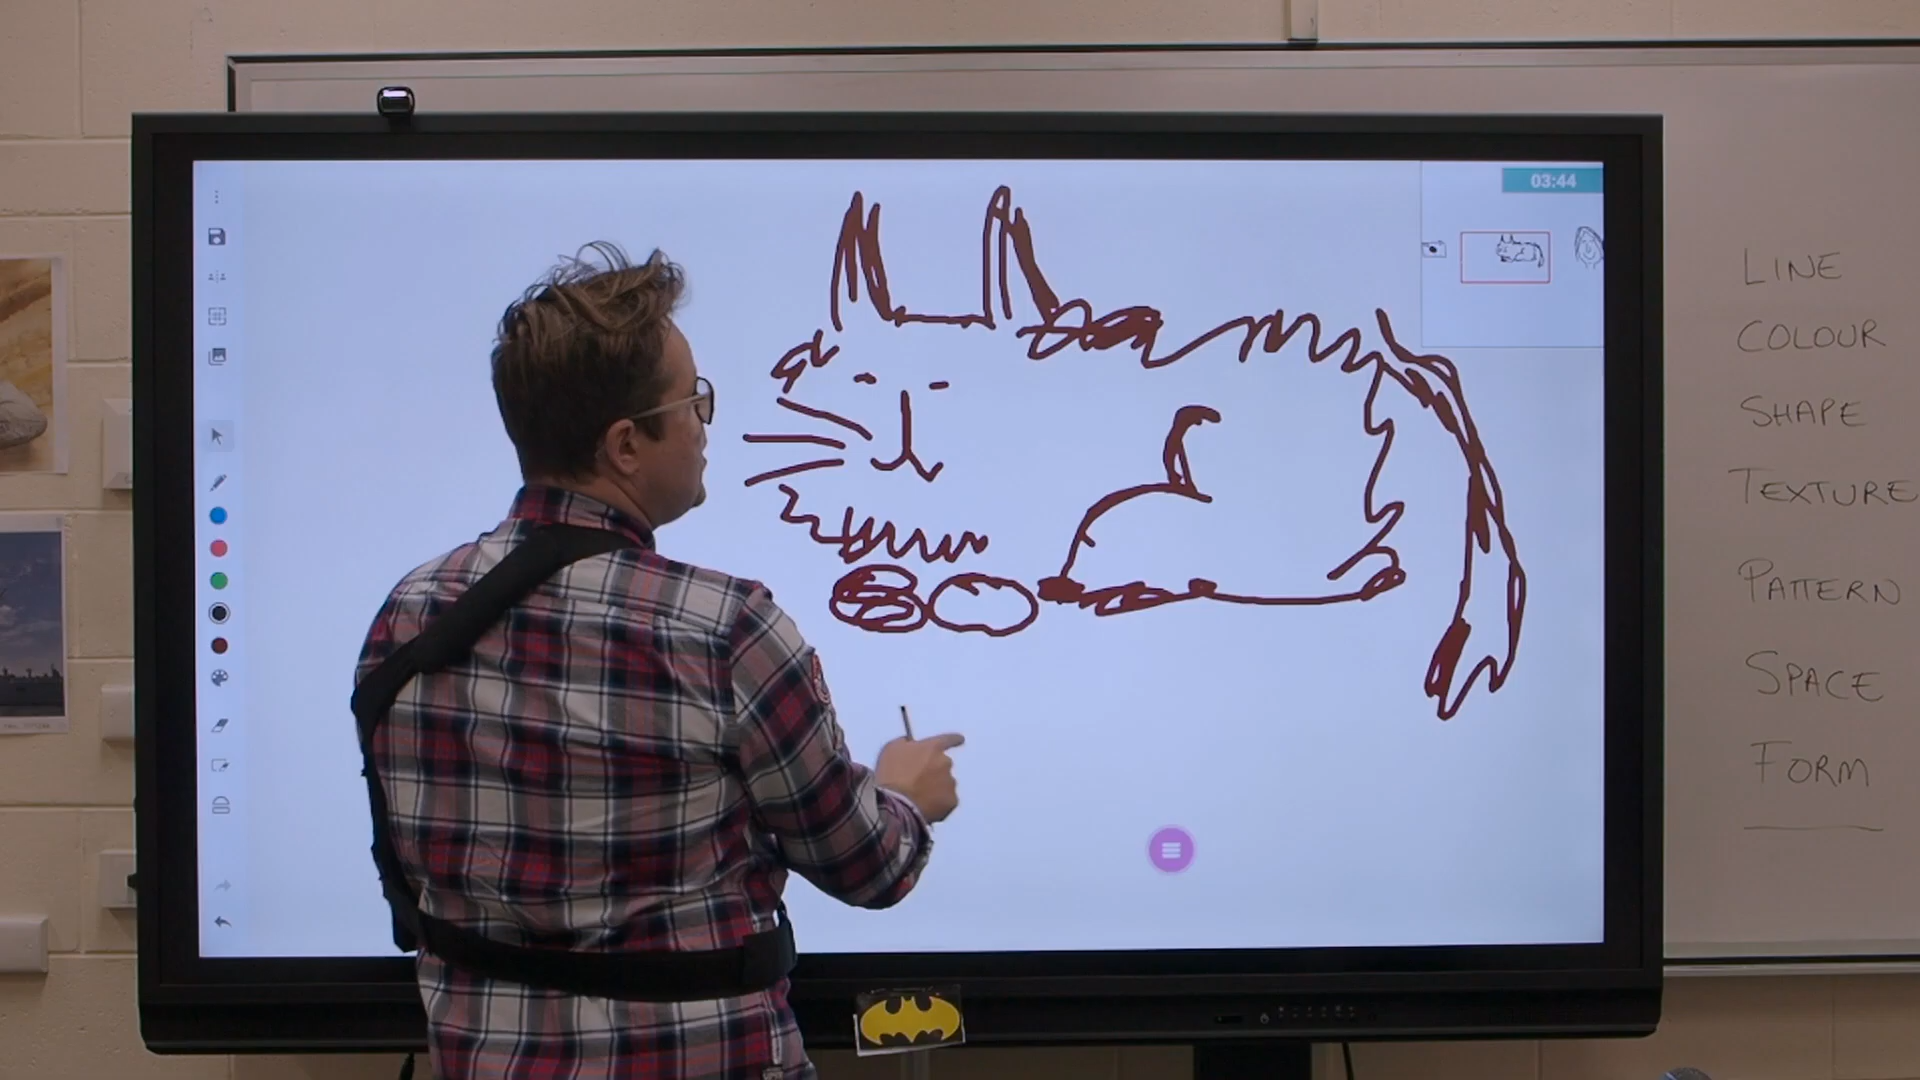 03:44
LINE
COLOUR
SHAPE
TEXTURE
PATTERN
SPACE
FORM